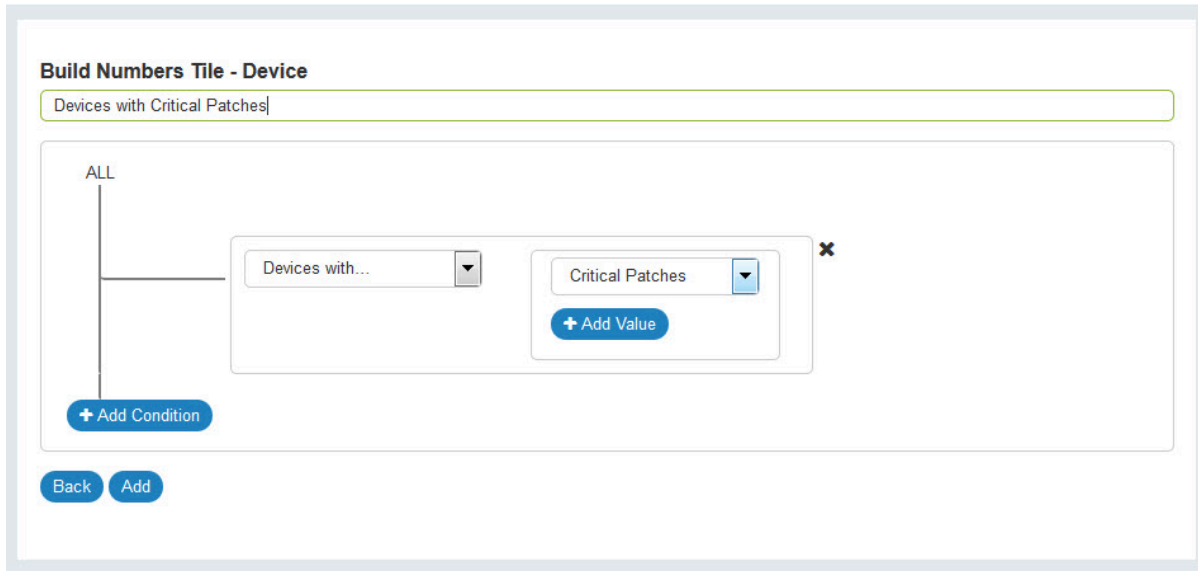 Build Numbers Tile - Device
Devices with Critical Patches
ALL
Devices with...
Critical Patches
Add Value
Add Condition
Back
Add